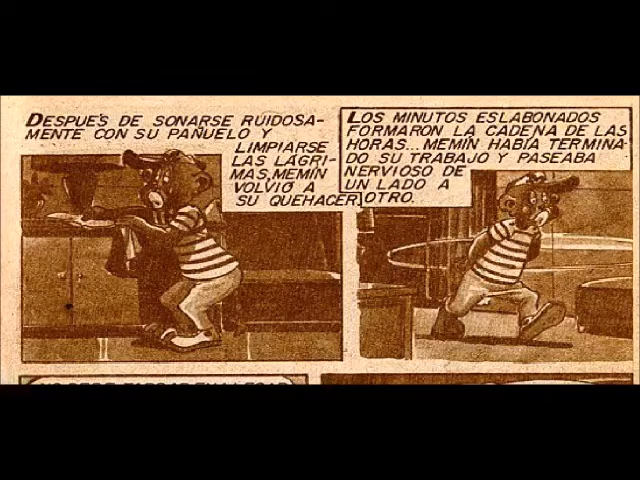 DESPUÉS DE SONARSE RUIDOSA-
MENTE CON SU PAÑUELO Y
LIMPIARSE
LAS LÁGRI-
MAS, MEMÍN
VOLVIÓ A
SU QUEHACER.
LOS MINUTOS ESLABONADOS
FORMARON LA CADENA DE LAS
HORAS... MEMÍN HABÍA TERMINA-
DO SU TRABAJO Y PASEABA
NERVIOSO DE
UN LADO A
OTRO.